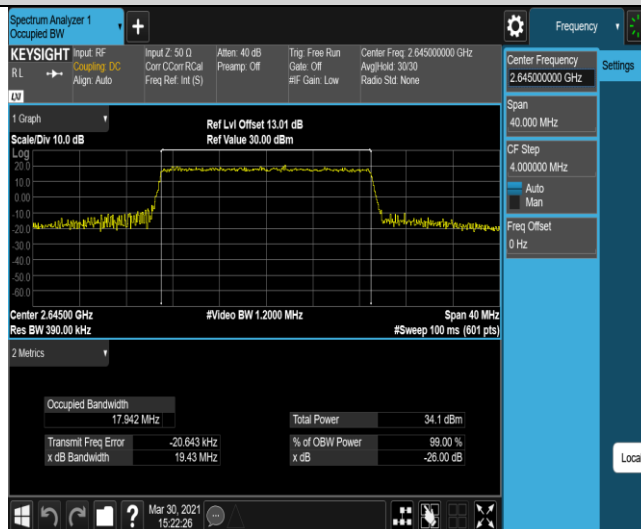 Spectrum Analyzer 1
Occupied BW
Frequency
KEYSIGHT
RL
LXI
Input: RF
Coupling: DC
Align: Auto
Input Z: 50 Ω
Corr CCorr RCal
Freq Ref: Int (S)
Atten: 40 dB
Preamp: Off
Trig: Free Run
Gate: Off
#IF Gain: Low
Center Freq: 2.645000000 GHz
Avg|Hold: 30/30
Radio Std: None
Center Frequency
2.645000000 GHz
Settings
Span
40.000 MHz
CF Step
4.000000 MHz
Auto
Man
Freq Offset
0 Hz
Local
1 Graph
Scale/Div 10.0 dB
Ref Lvl Offset 13.01 dB
Ref Value 30.00 dBm
Log
20.0
10.0
0.00
-10.0
-20.0
-30.0
-40.0
-50.0
-60.0
Center 2.64500 GHz
#Video BW 1.2000 MHz
Span 40 MHz
Res BW 390.00 kHz
#Sweep 100 ms (601 pts)
2 Metrics
Occupied Bandwidth
17.942 MHz
Total Power 34.1 dBm
Transmit Freq Error -20.643 kHz
% of OBW Power 99.00 %
x dB Bandwidth 19.43 MHz
x dB -26.00 dB
?
Mar 30, 2021
15:22:26